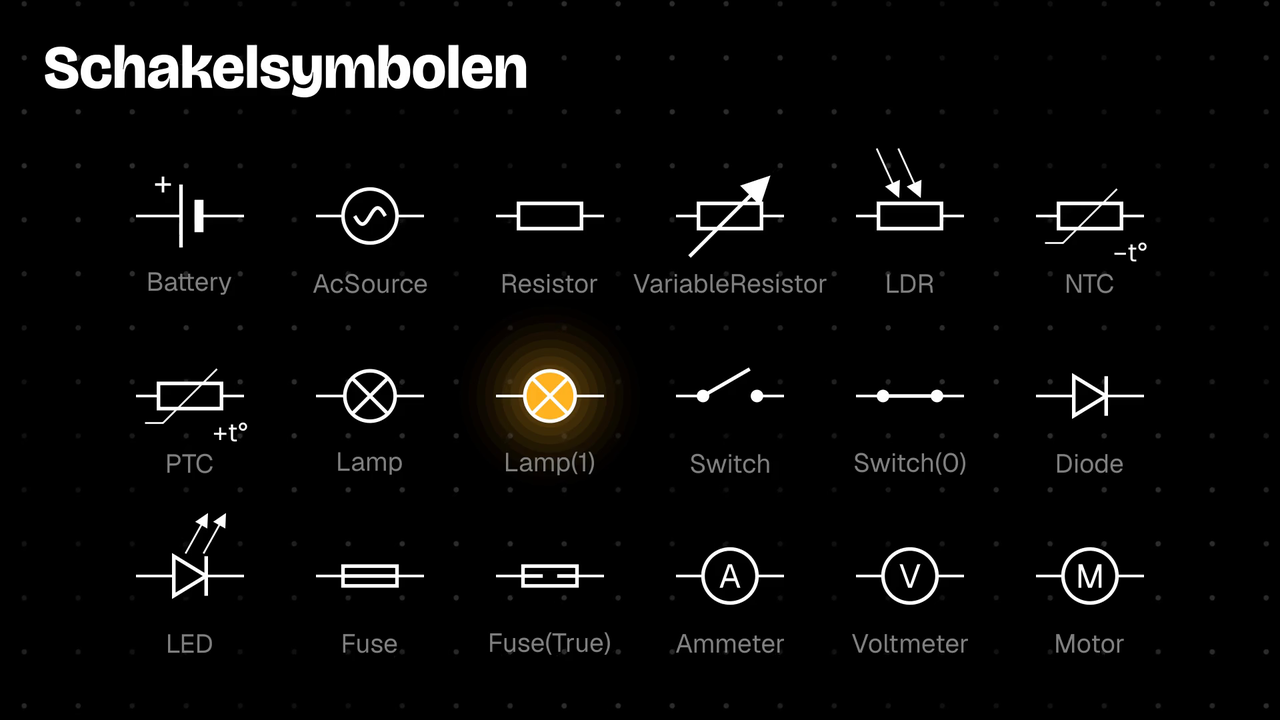 Schakelsymbolen
+
Battery
AcSource
Resistor
VariableResistor
LDR
−t°
NTC
+t°
PTC
Lamp
Lamp(1)
Switch
Switch(0)
Diode
LED
Fuse
Fuse(True)
A
Ammeter
V
Voltmeter
M
Motor